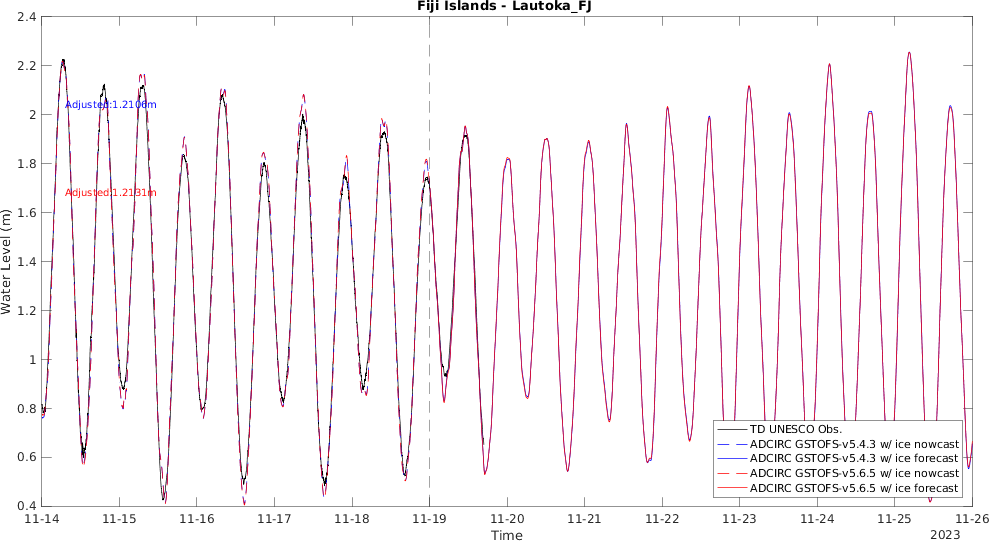 Fiji Islands - Lautoka_FJ
2.4
2.2
2
1.8
1.6
1.4
1.2
1
0.8
0.6
0.4
Water Level (m)
Adjusted:1.2106m
Adjusted:1.2131m
TD UNESCO Obs.
ADCIRC GSTOFS-v5.4.3 w/ ice nowcast
ADCIRC GSTOFS-v5.4.3 w/ ice forecast
ADCIRC GSTOFS-v5.6.5 w/ ice nowcast
ADCIRC GSTOFS-v5.6.5 w/ ice forecast
11-14 11-15 11-16 11-17 11-18 11-19 11-20 11-21 11-22 11-23 11-24 11-25 11-26
Time
2023